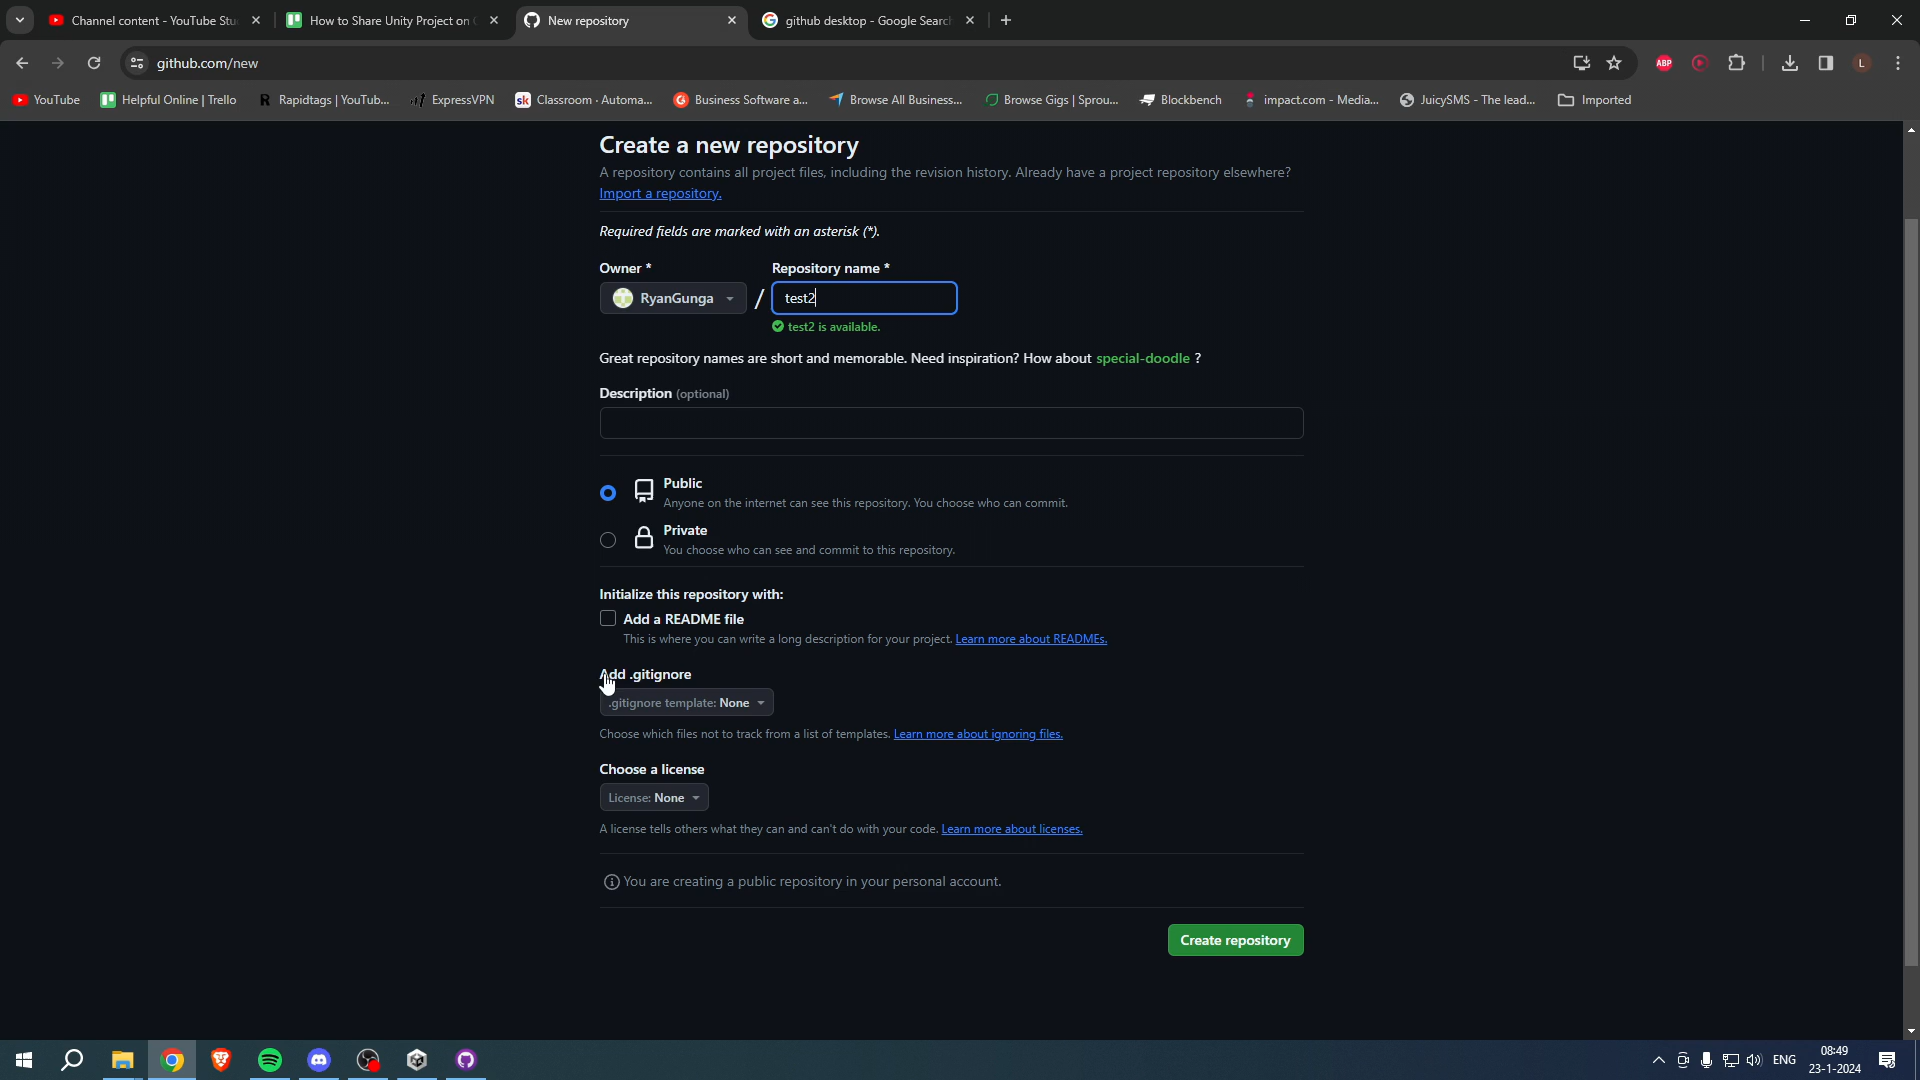 Channel content - YouTube Stu
How to Share Unity Project on
New repository
github desktop - Google Searc
github.com/new
ABP
L
YouTube
Helpful Online | Trello
R Rapidtags | YouTub...
ExpressVPN
sk Classroom - Automa...
Business Software a...
Browse All Business...
Browse Gigs | Sprou...
Blockbench
impact.com - Media...
JuicySMS - The lead...
Imported
Create a new repository
A repository contains all project files, including the revision history. Already have a project repository elsewhere?
Import a repository.
Required fields are marked with an asterisk (*).
Owner *
Repository name *
RyanGunga
/
test2
test2 is available.
Great repository names are short and memorable. Need inspiration? How about special-doodle ?
Description (optional)
Public
Anyone on the internet can see this repository. You choose who can commit.
Private
You choose who can see and commit to this repository.
Initialize this repository with:
Add a README file
This is where you can write a long description for your project. Learn more about READMEs.
Add .gitignore
.gitignore template: None
Choose which files not to track from a list of templates. Learn more about ignoring files.
Choose a license
License: None
A license tells others what they can and can't do with your code. Learn more about licenses.
You are creating a public repository in your personal account.
Create repository
ENG
08:49
23-1-2024